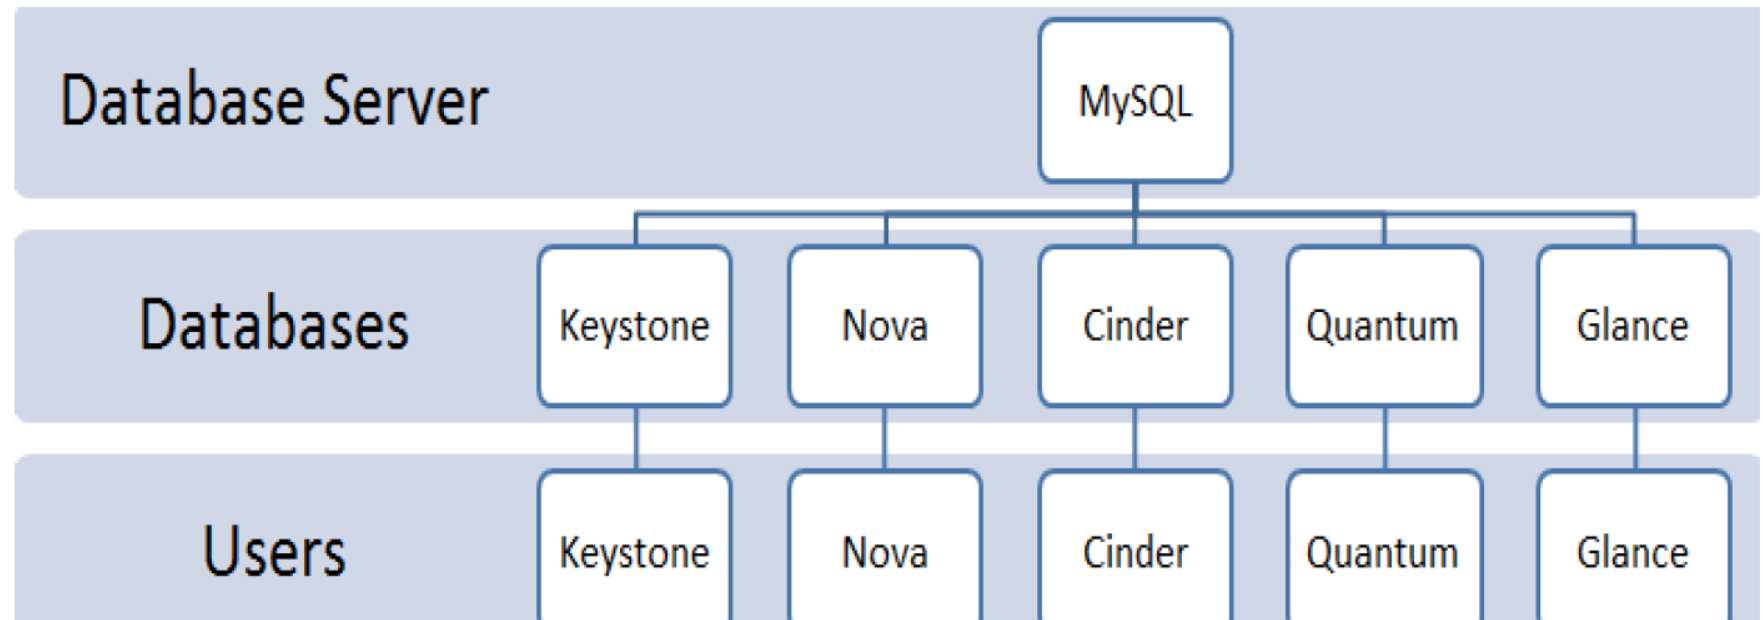 Database Server
MySQL
Databases
Keystone
Nova
Cinder
Quantum
Glance
Users
Keystone
Nova
Cinder
Quantum
Glance